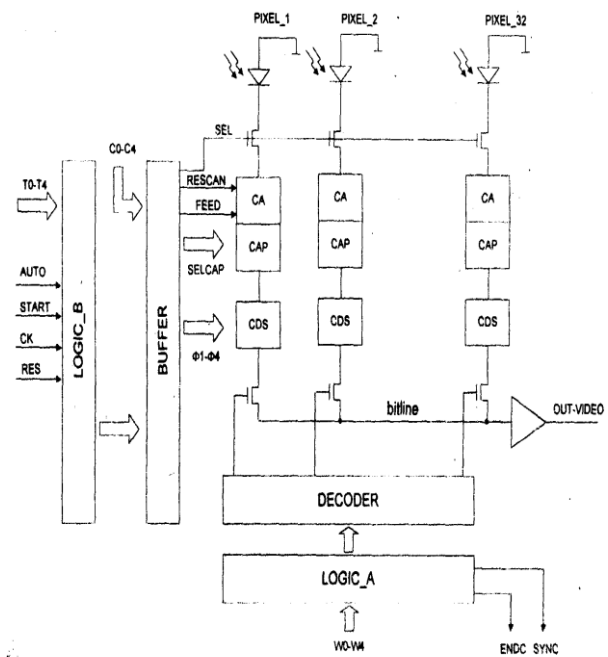 PIXEL_1
PIXEL_2
PIXEL_32
SEL
C0-C4
T0-T4
RESCAN
CA
CA
CA
FEED
CAP
CAP
CAP
SELCAP
AUTO
START
CK
RES
LOGIC_B
BUFFER
CDS
CDS
CDS
Φ1-Φ4
bitline
OUT-VIDEO
DECODER
LOGIC_A
W0-W4
ENDC
SYNC